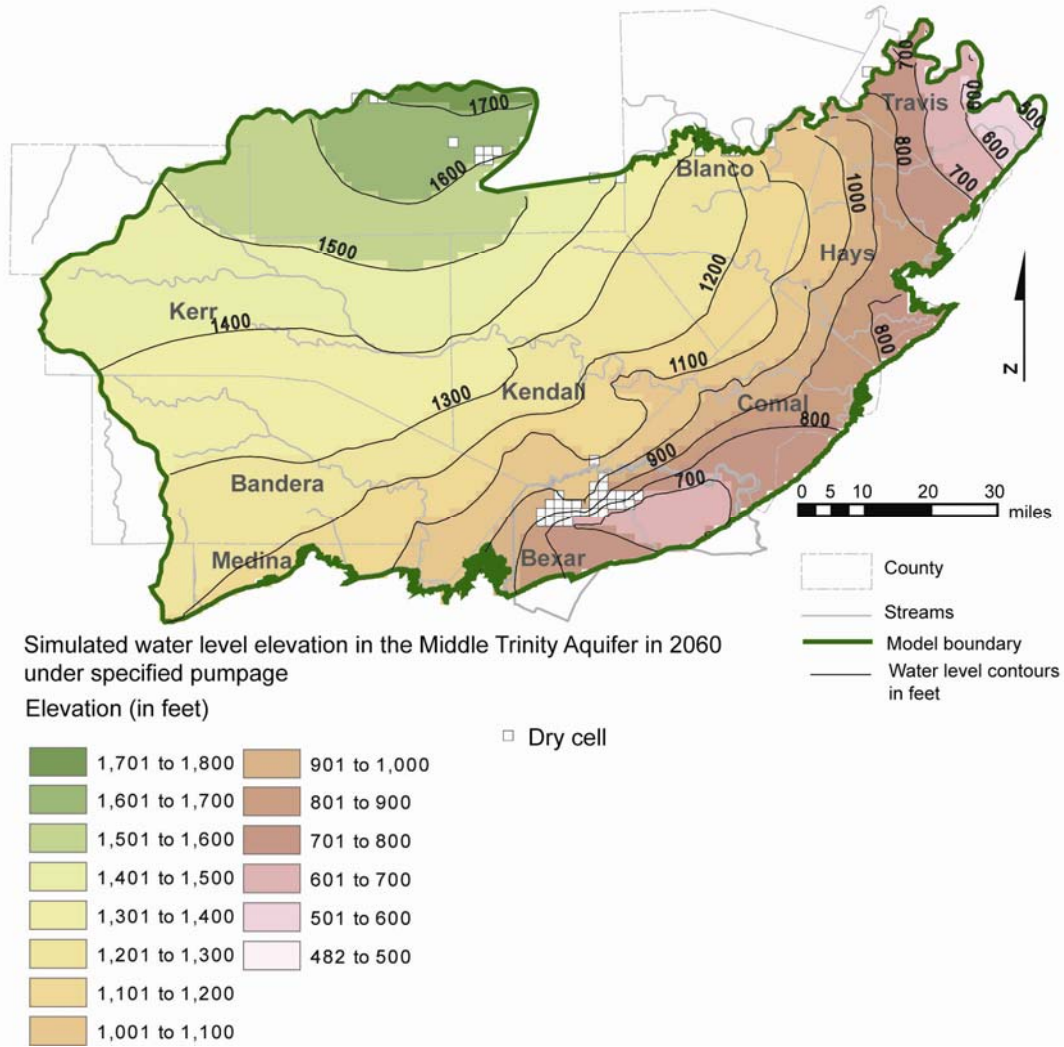 1700
1600
1500
Kerr
1400
Blanco
Travis
700
600
500
600
800
700
1000
Hays
1200
1100
800
Kendall
1300
Comal
800
900
700
Bandera
Medina
Bexar
N
0 5 10 20 30
miles
County
Streams
Model boundary
Water level contours
in feet
Simulated water level elevation in the Middle Trinity Aquifer in 2060
under specified pumpage
Elevation (in feet)
Dry cell
1,701 to 1,800
1,601 to 1,700
1,501 to 1,600
1,401 to 1,500
1,301 to 1,400
1,201 to 1,300
1,101 to 1,200
1,001 to 1,100
901 to 1,000
801 to 900
701 to 800
601 to 700
501 to 600
482 to 500